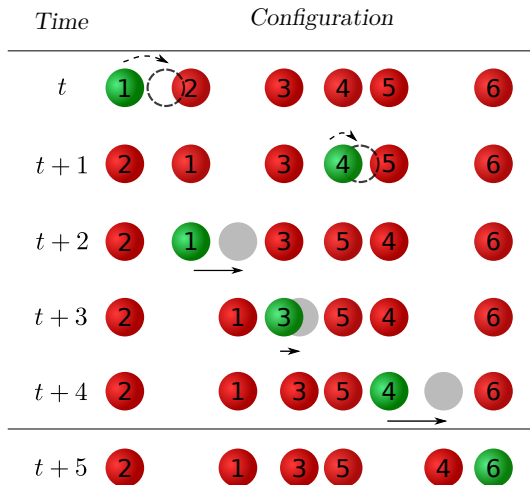 Time Configuration
t 1 2 3 4 5 6
t + 1 2 1 3 4 5 6
t + 2 2 1 3 5 4 6
t + 3 2 1 3 5 4 6
t + 4 2 1 3 5 4 6
t + 5 2 1 3 5 4 6